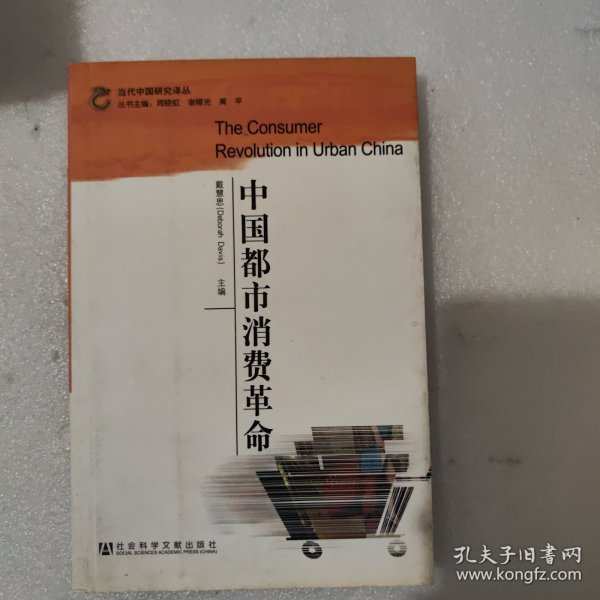 当代中国研究译丛
丛书主编：周晓虹 谢曙光 黄 平
The Consumer
Revolution in Urban China
中国都市消费革命
戴慧思(Deborah Davis) 主编
社会科学文献出版社
SOCIAL SCIENCES ACADEMIC PRESS (CHINA)
孔夫子旧书网
www.kongfz.com